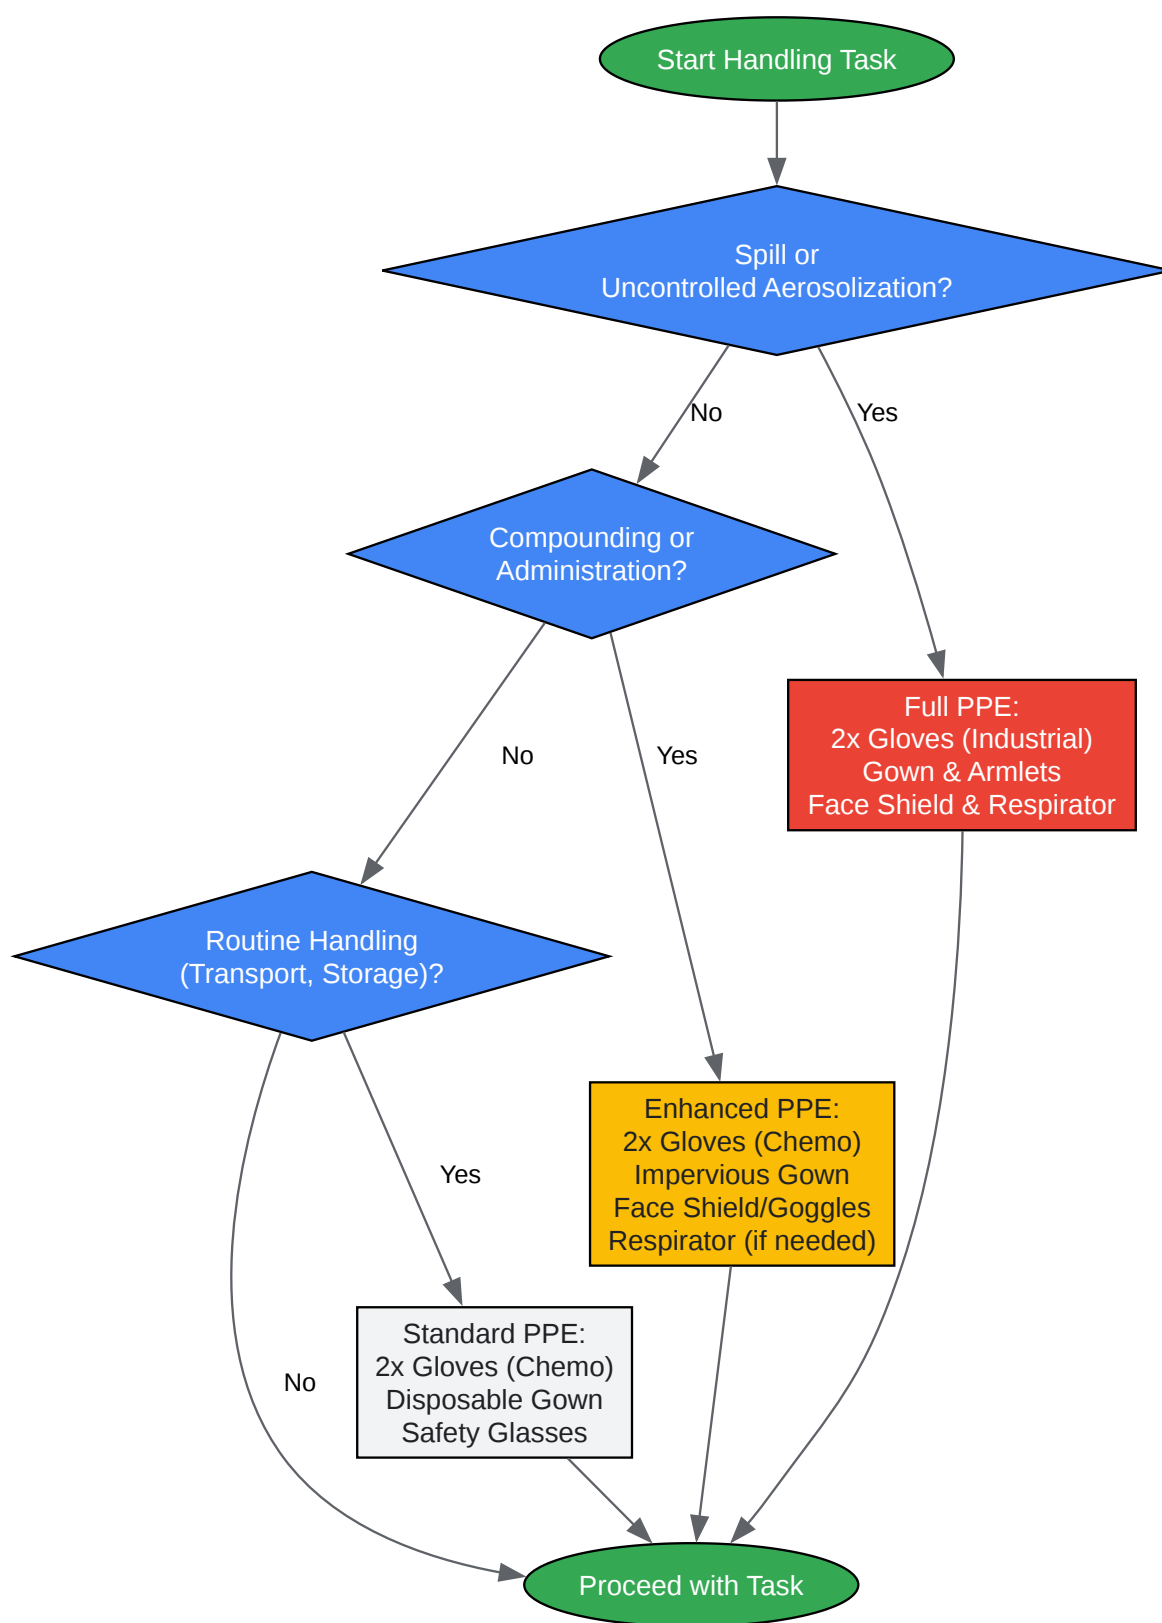 Start Handling Task
Spill or
Uncontrolled Aerosolization?
No
Yes
Compounding or
Administration?
Full PPE:
2x Gloves (Industrial)
Gown & Armlets
Face Shield & Respirator
No
Yes
Routine Handling
(Transport, Storage)?
Enhanced PPE:
2x Gloves (Chemo)
Impervious Gown
Face Shield/Goggles
Respirator (if needed)
Yes
No
Standard PPE:
2x Gloves (Chemo)
Disposable Gown
Safety Glasses
Proceed with Task